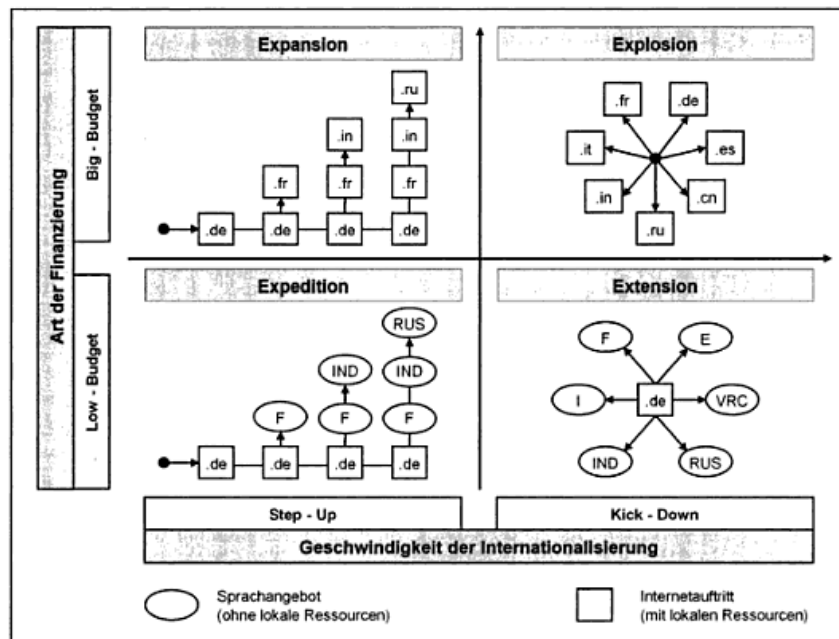 Art der Finanzierung
Big - Budget
Low - Budget
Expansion
.ru
.in
.in
.fr
.fr
.fr
.de
.de
.de
.de
Explosion
.fr
.de
.it
.es
.in
.cn
.ru
Expedition
RUS
IND
IND
F
F
F
.de
.de
.de
.de
Extension
F
E
I
.de
VRC
IND
RUS
Step - Up
Kick - Down
Geschwindigkeit der Internationalisierung
Sprachangebot
(ohne lokale Ressourcen)
Internetauftritt
(mit lokalen Ressourcen)